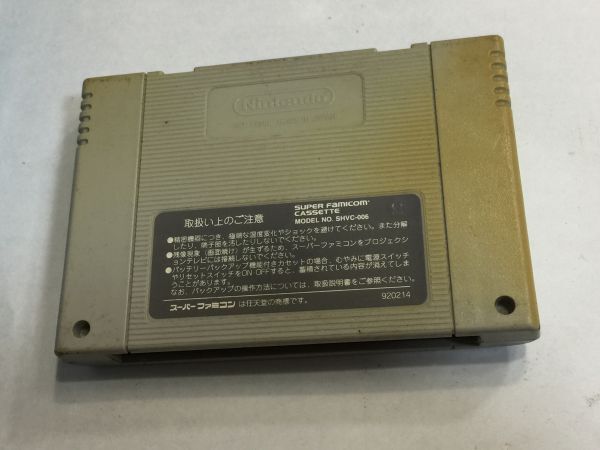 Nintendo
取扱い上のご注意
SUPER FAMICOM
CASSETTE
MODEL NO. SHVC-006
●精密機器につき、極端な温度変化やショックを避けてください。また分解
したり、端子部を汚したりしないでください。
●残像現象(画面焼け)が生ずるため、スーパーファミコンをプロジェクシ
ョンテレビには接続しないでください。
●バッテリーバックアップ機能付きカセットの場合、むやみに電源スイッチ
やリセットスイッチをON OFFすると、蓄積されている内容が消えてしま
うことがあります。
なお、バックアップの操作方法については、取扱説明書をご参照ください。
スーパーファミコン は任天堂の商標です。
920214